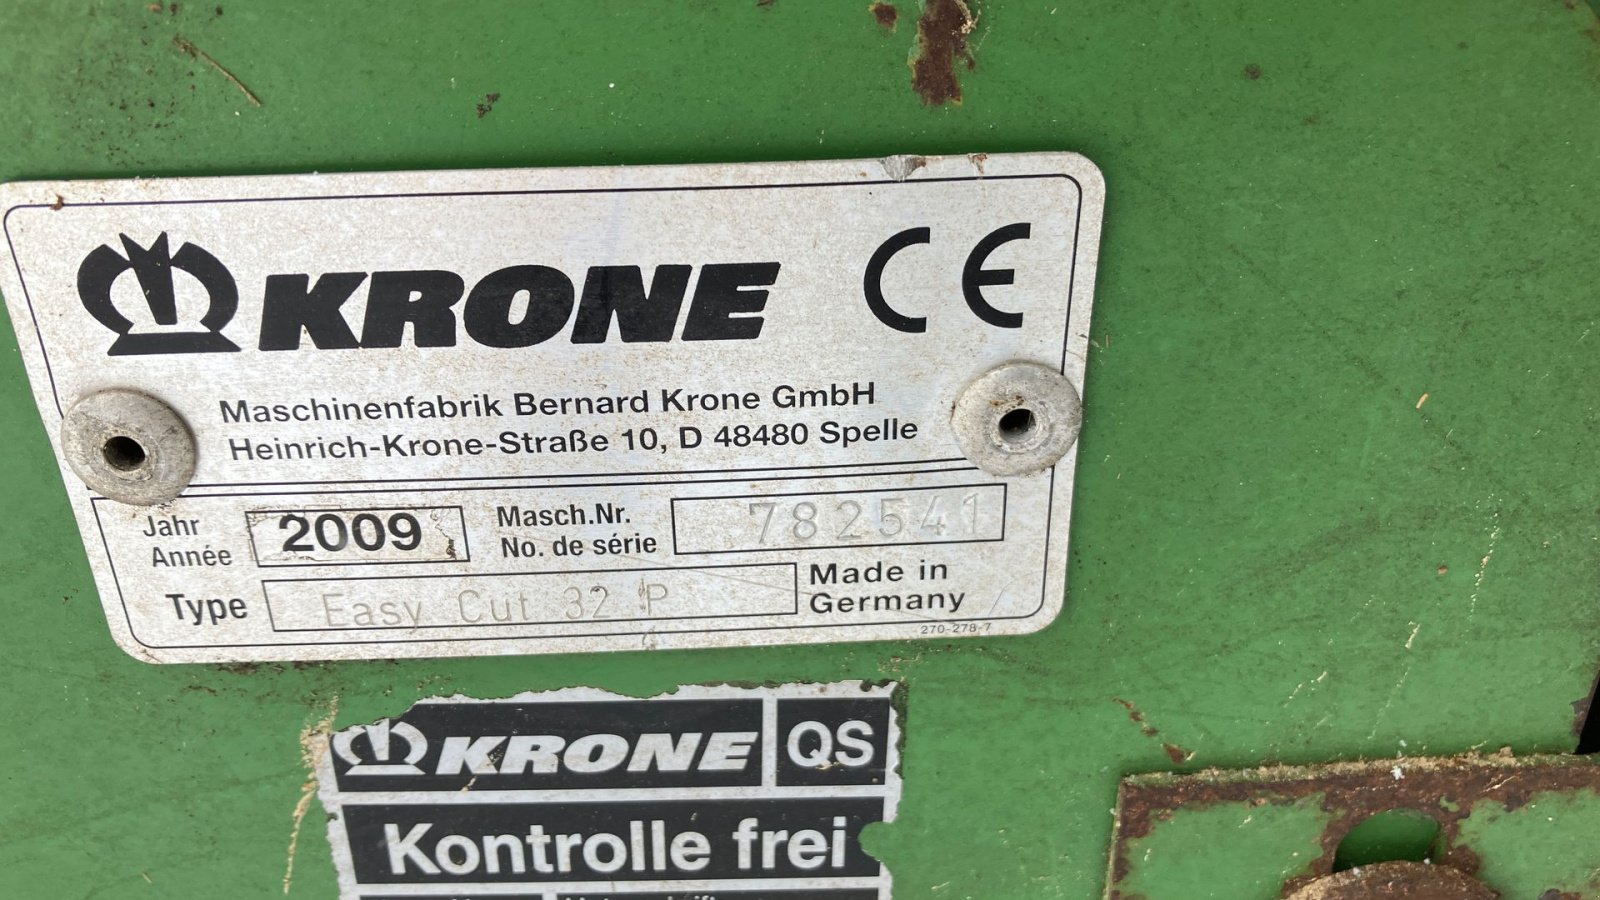 KRONE CE
Maschinenfabrik Bernard Krone GmbH
Heinrich-Krone-Straße 10, D 48480 Spelle
Jahr
Année
2009
Masch.Nr.
No. de série
782541
Type
Easy Cut 32 P
Made in
Germany
270-278-7
KRONE QS
Kontrolle frei